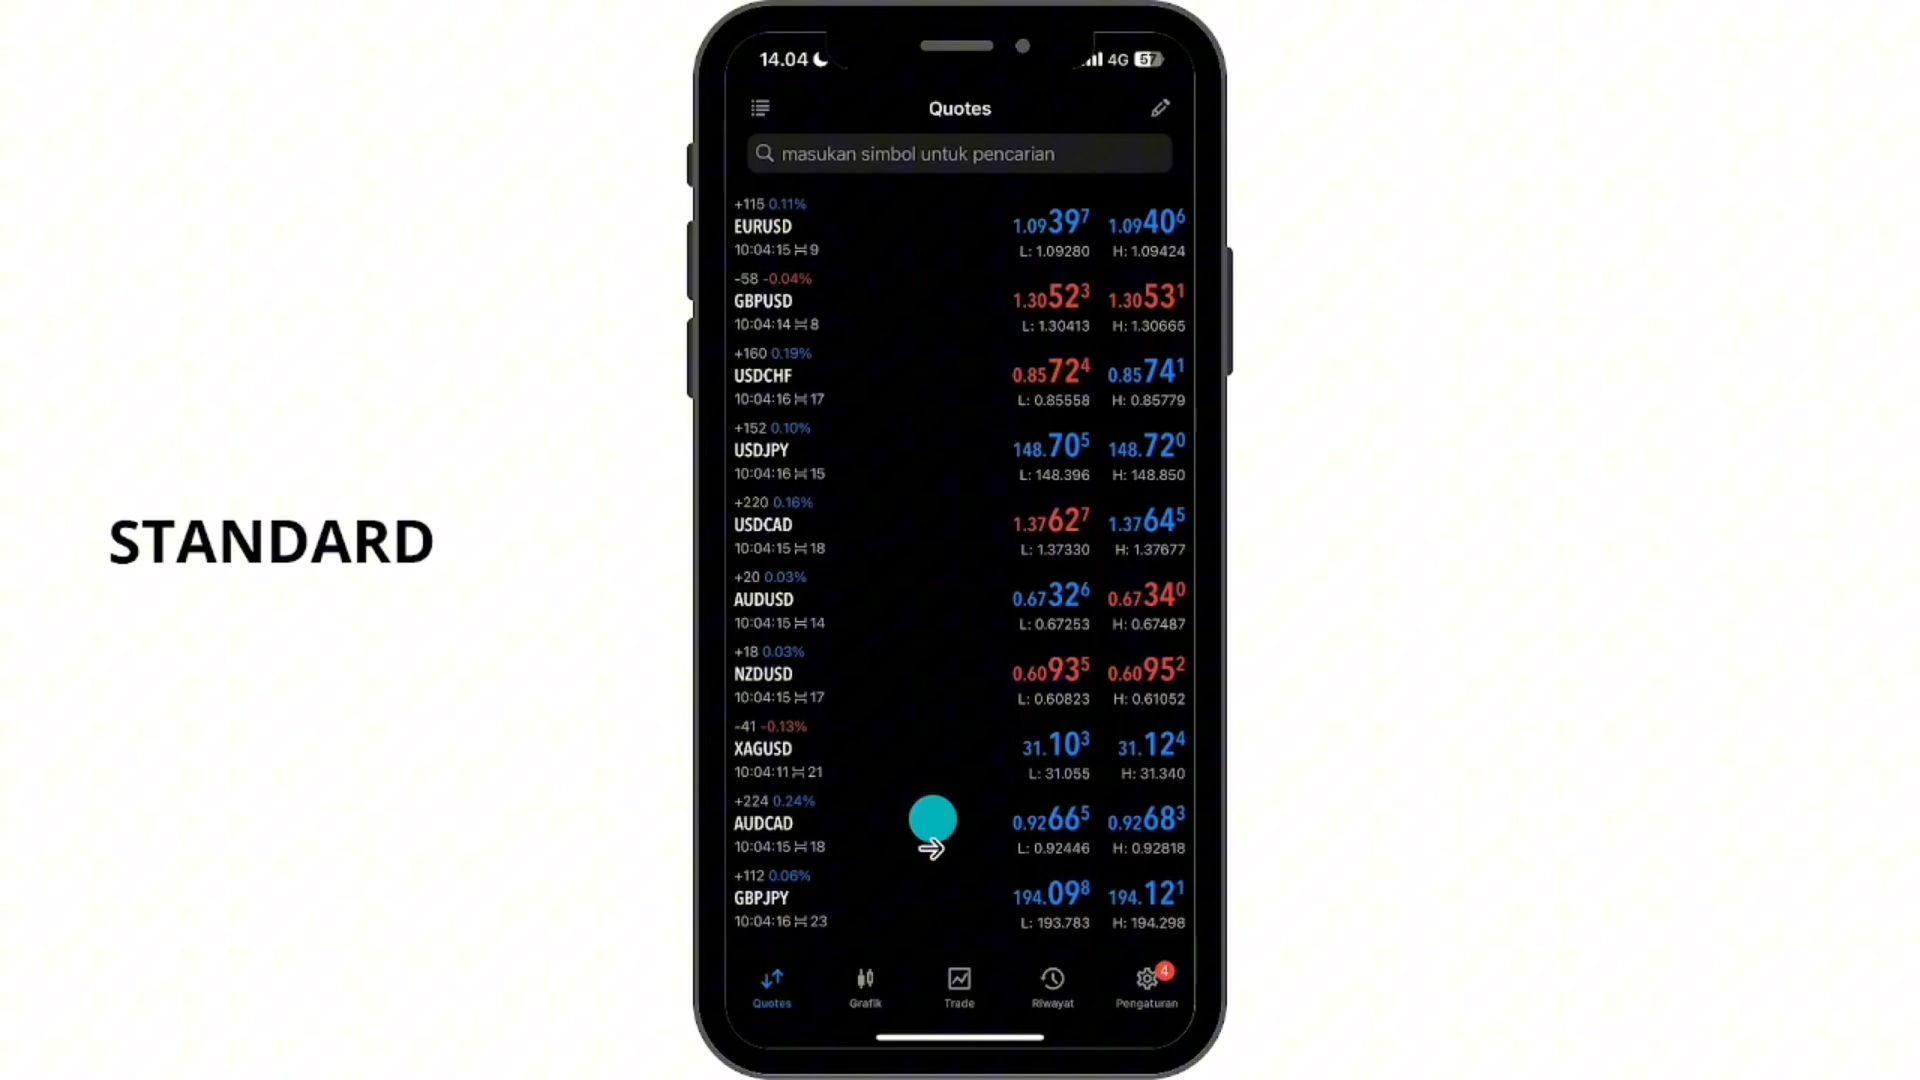 14.04 4G 57
Quotes
masukan simbol untuk pencarian
+115 0.11%
EURUSD 1.09397 1.09406
10:04:15 9 L: 1.09280 H: 1.09424
-58 -0.04%
GBPUSD 1.30523 1.30531
10:04:14 8 L: 1.30413 H: 1.30665
+160 0.19%
USDCHF 0.85724 0.85741
10:04:16 17 L: 0.85558 H: 0.85779
+152 0.10%
USDJPY 148.705 148.720
10:04:16 15 L: 148.396 H: 148.850
+220 0.16%
USDCAD 1.37627 1.37645
10:04:15 18 L: 1.37330 H: 1.37677
STANDARD
+20 0.03%
AUDUSD 0.67326 0.67340
10:04:15 14 L: 0.67253 H: 0.67487
+18 0.03%
NZDUSD 0.60935 0.60952
10:04:15 17 L: 0.60823 H: 0.61052
-41 -0.13%
XAGUSD 31.103 31.124
10:04:11 21 L: 31.055 H: 31.340
+224 0.24%
AUDCAD 0.92665 0.92683
10:04:15 18 L: 0.92446 H: 0.92818
+112 0.06%
GBPJPY 194.098 194.121
10:04:16 23 L: 193.783 H: 194.298
4
Quotes Grafik Trade Riwayat Pengaturan